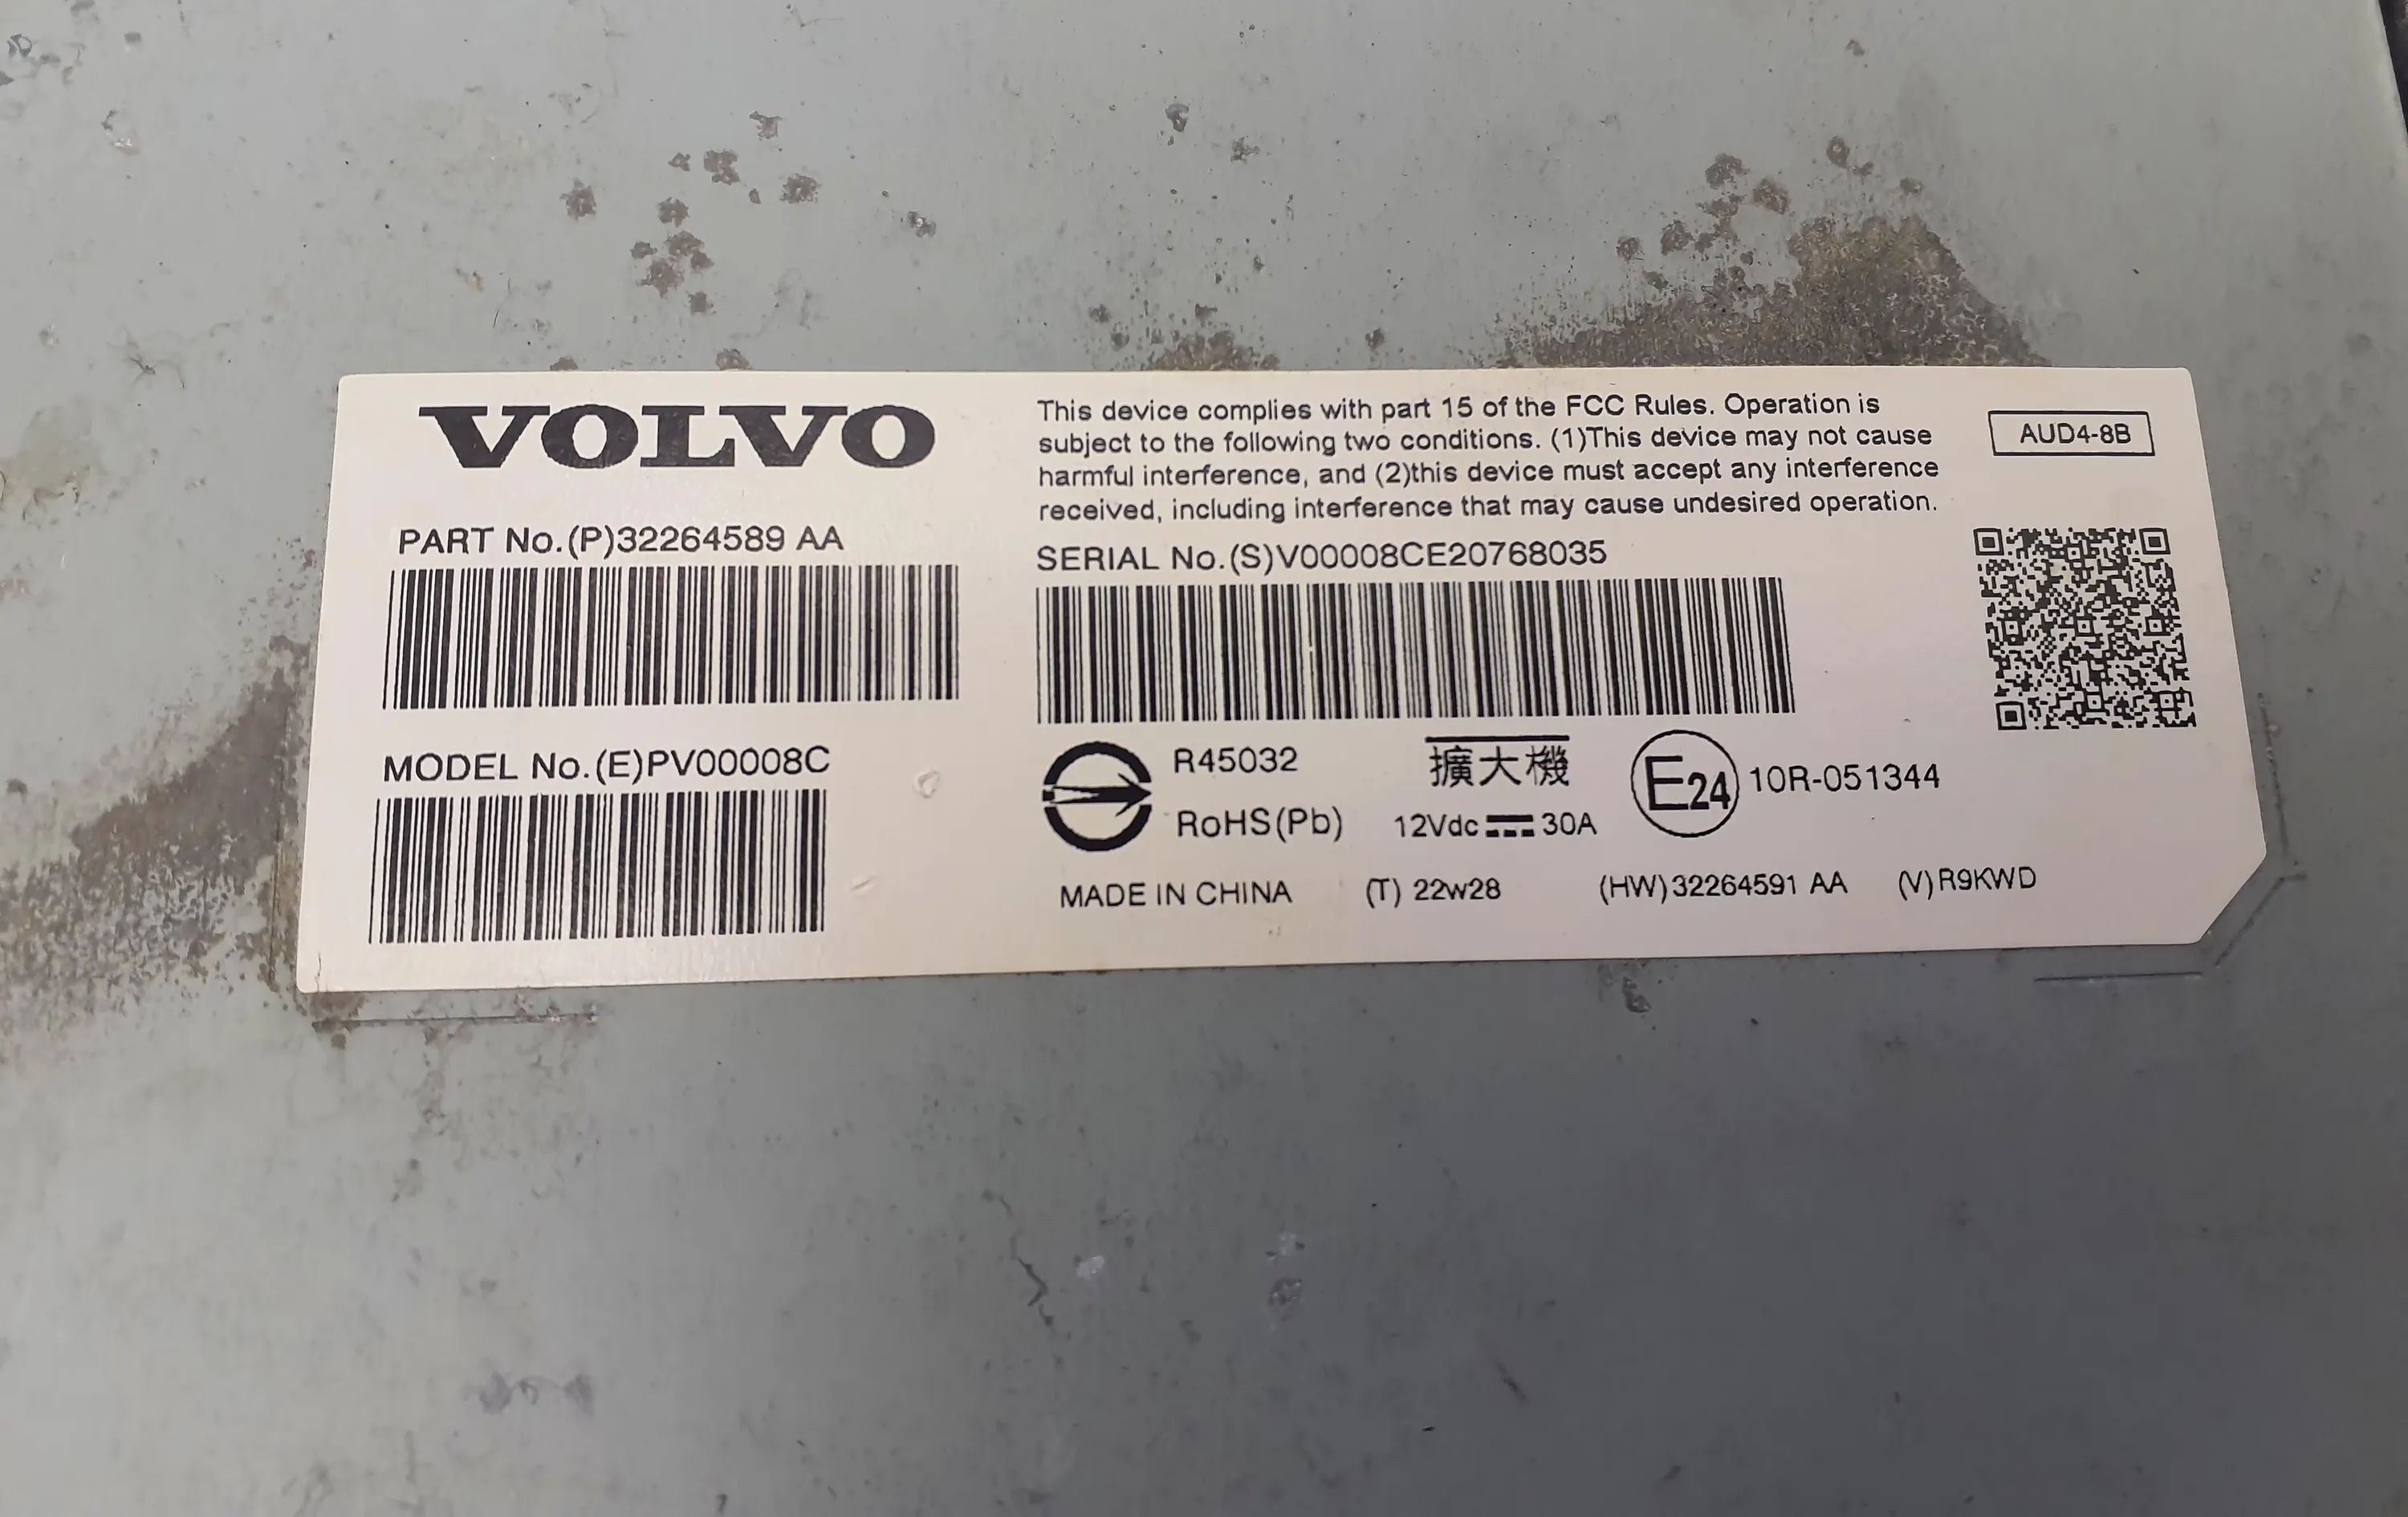 VOLVO
PART No.(P)32264589 AA
MODEL No.(E)PV00008C
This device complies with part 15 of the FCC Rules. Operation is
subject to the following two conditions. (1)This device may not cause
harmful interference, and (2)this device must accept any interference
received, including interference that may cause undesired operation.
SERIAL No.(S)V00008CE20768035
R45032
RoHS(Pb)
擴大機
12Vdc 30A
E24 10R-051344
MADE IN CHINA (T) 22w28 (HW)32264591 AA (V)R9KWD
AUD4-8B